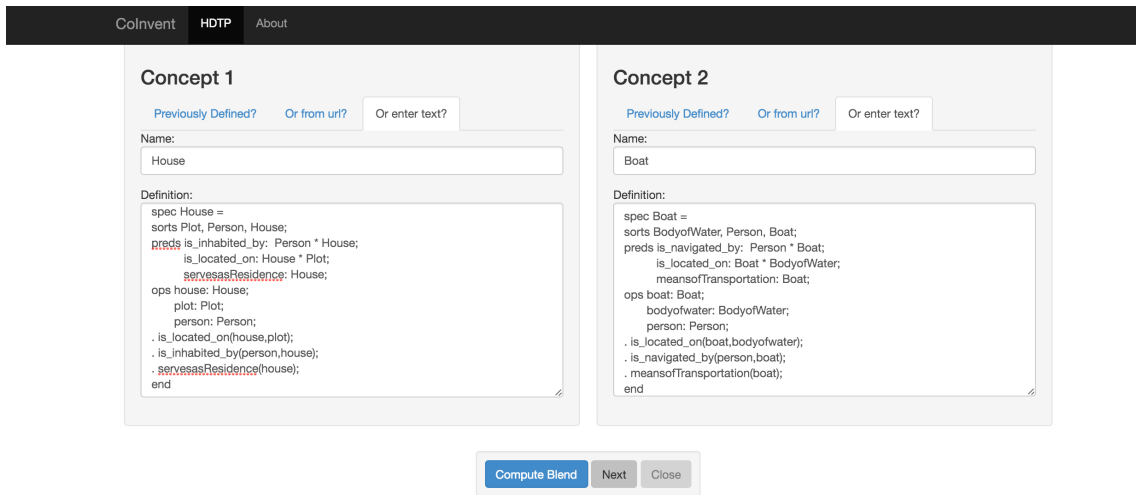 CoInvent HDTP About
Concept 1
Previously Defined? Or from url? Or enter text?
Name:
House
Definition:
spec House =
sorts Plot, Person, House;
preds is_inhabited_by: Person * House;
is_located_on: House * Plot;
servesasResidence: House;
ops house: House;
plot: Plot;
person: Person;
. is_located_on(house,plot);
. is_inhabited_by(person,house);
. servesasResidence(house);
end
Concept 2
Previously Defined? Or from url? Or enter text?
Name:
Boat
Definition:
spec Boat =
sorts BodyofWater, Person, Boat;
preds is_navigated_by: Person * Boat;
is_located_on: Boat * BodyofWater;
meansofTransportation: Boat;
ops boat: Boat;
bodyofwater: BodyofWater;
person: Person;
. is_located_on(boat,bodyofwater);
. is_navigated_by(person,boat);
. meansofTransportation(boat);
end
Compute Blend Next Close